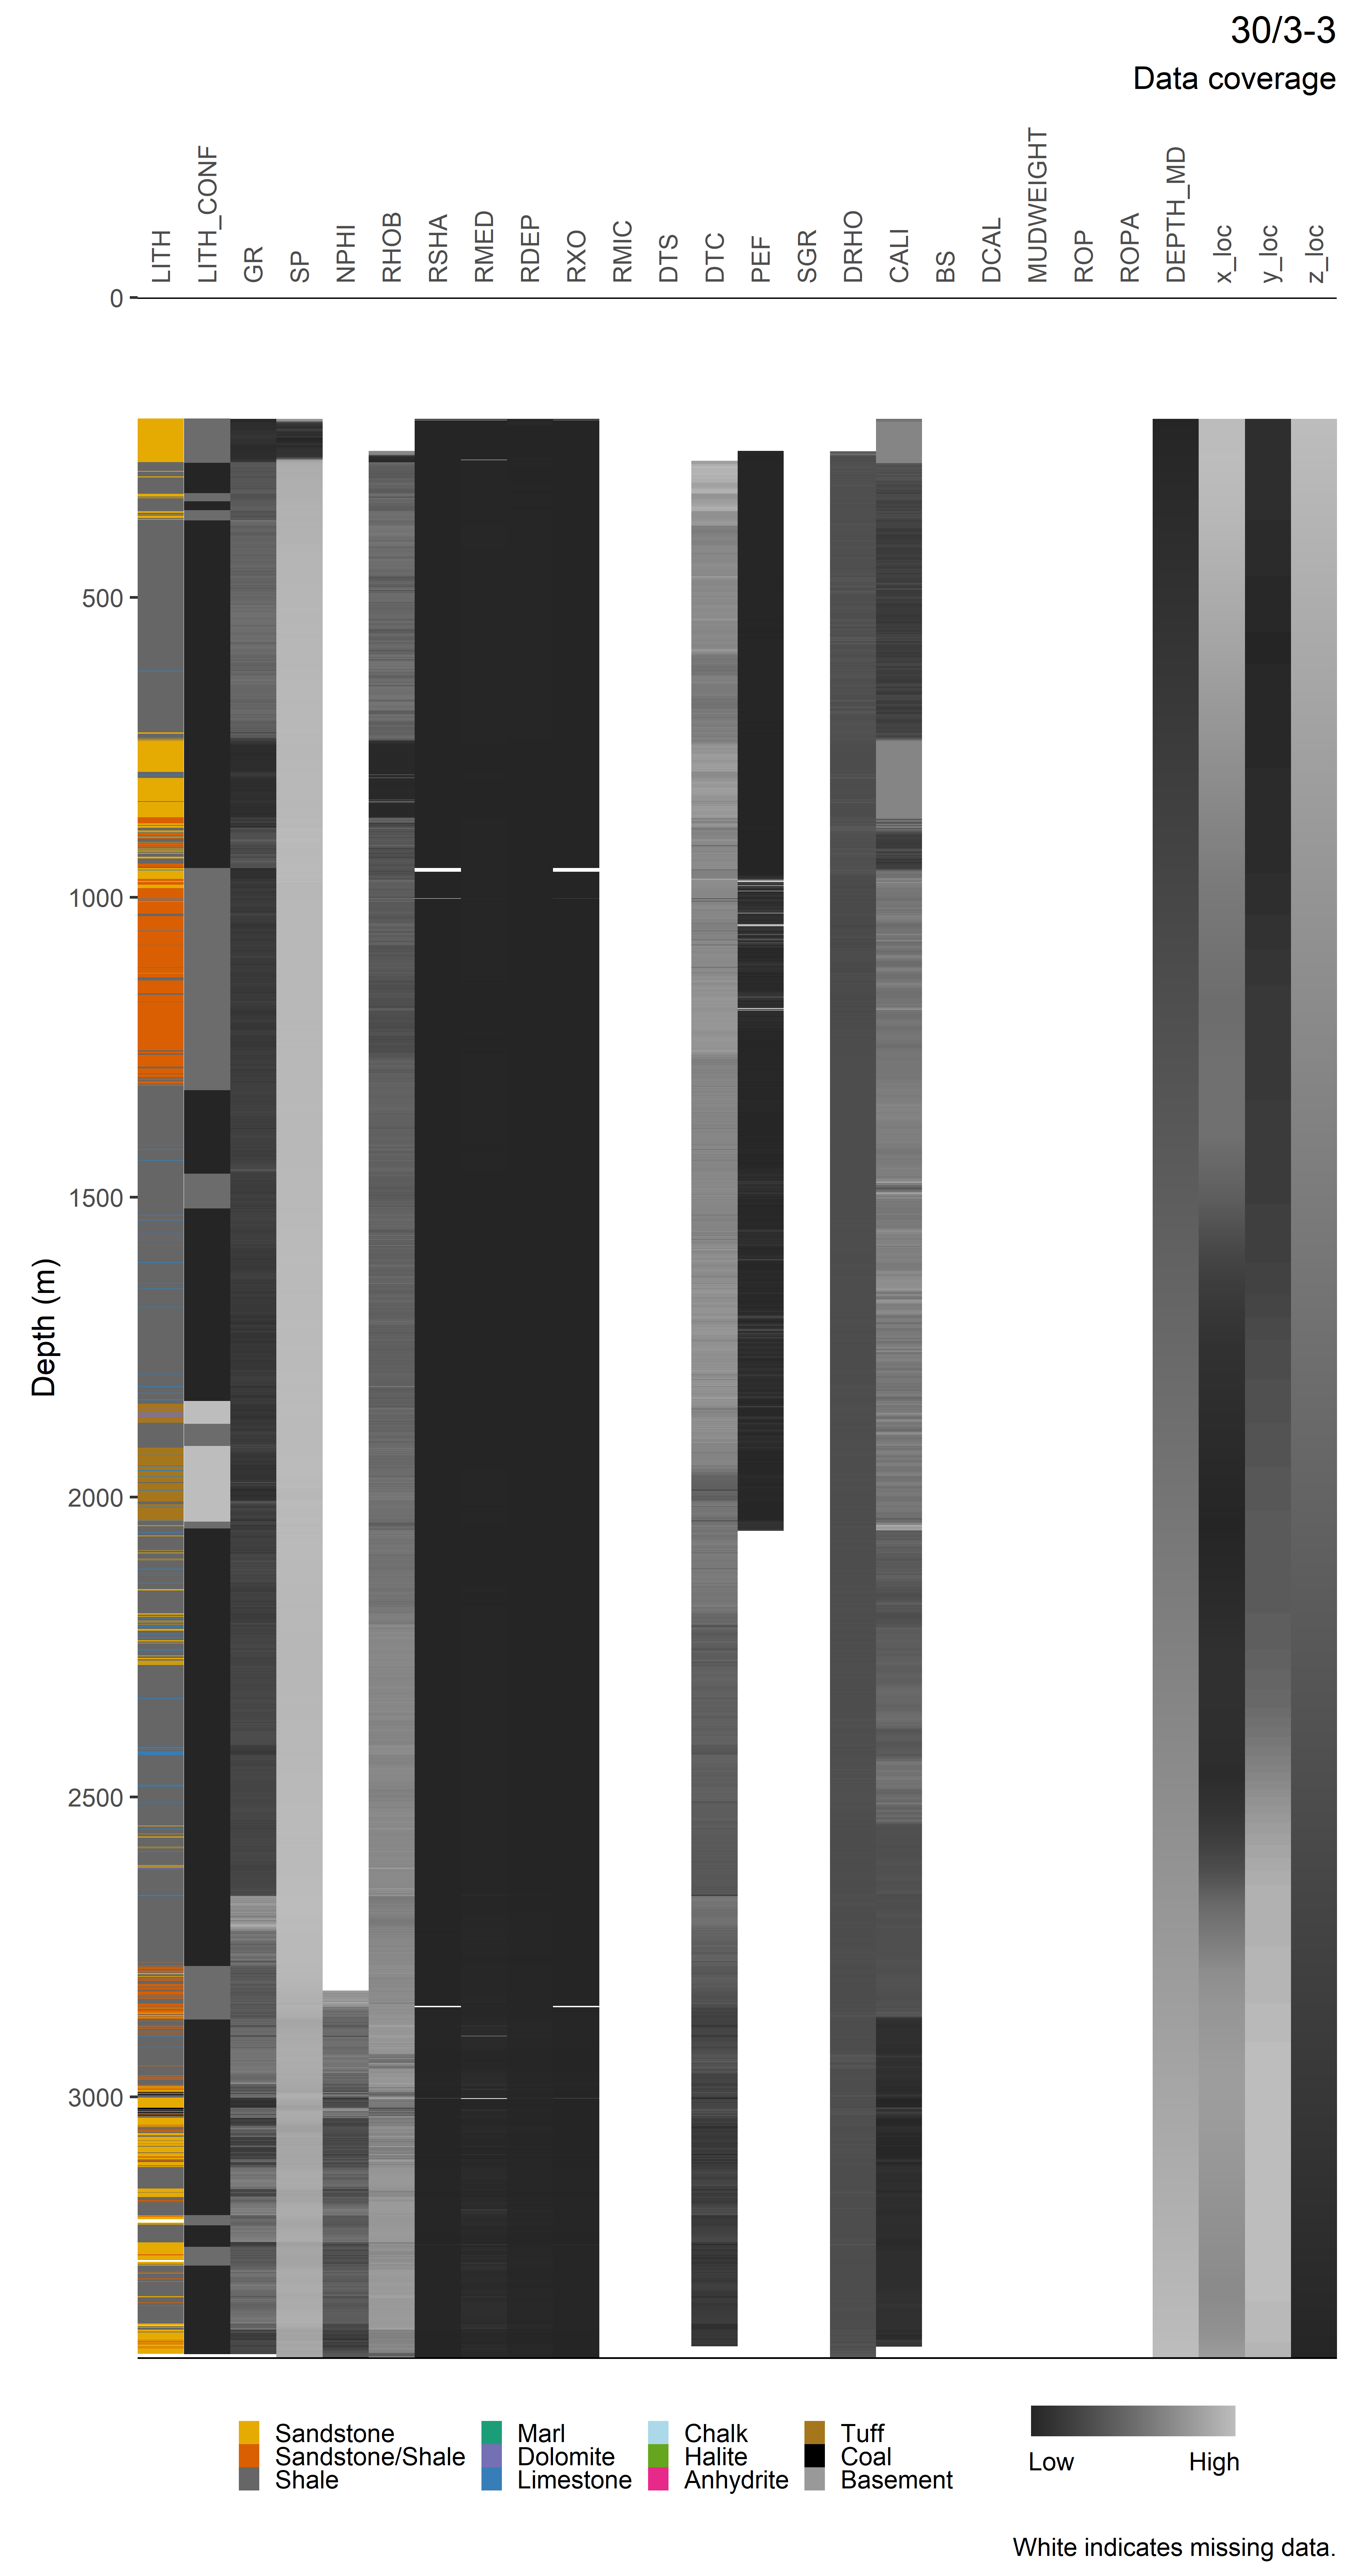 30/3-3
Data coverage
LITH
LITH_CONF
GR
SP
NPHI
RHOB
RSHA
RMED
RDEP
RXO
RMIC
DTS
DTC
PEF
SGR
DRHO
CALI
BS
DCAL
MUDWEIGHT
ROP
ROPA
DEPTH_MD
x_loc
y_loc
z_loc
0
500
1000
1500
2000
2500
3000
Depth (m)
Sandstone
Sandstone/Shale
Shale
Marl
Dolomite
Limestone
Chalk
Halite
Anhydrite
Tuff
Coal
Basement
Low High
White indicates missing data.